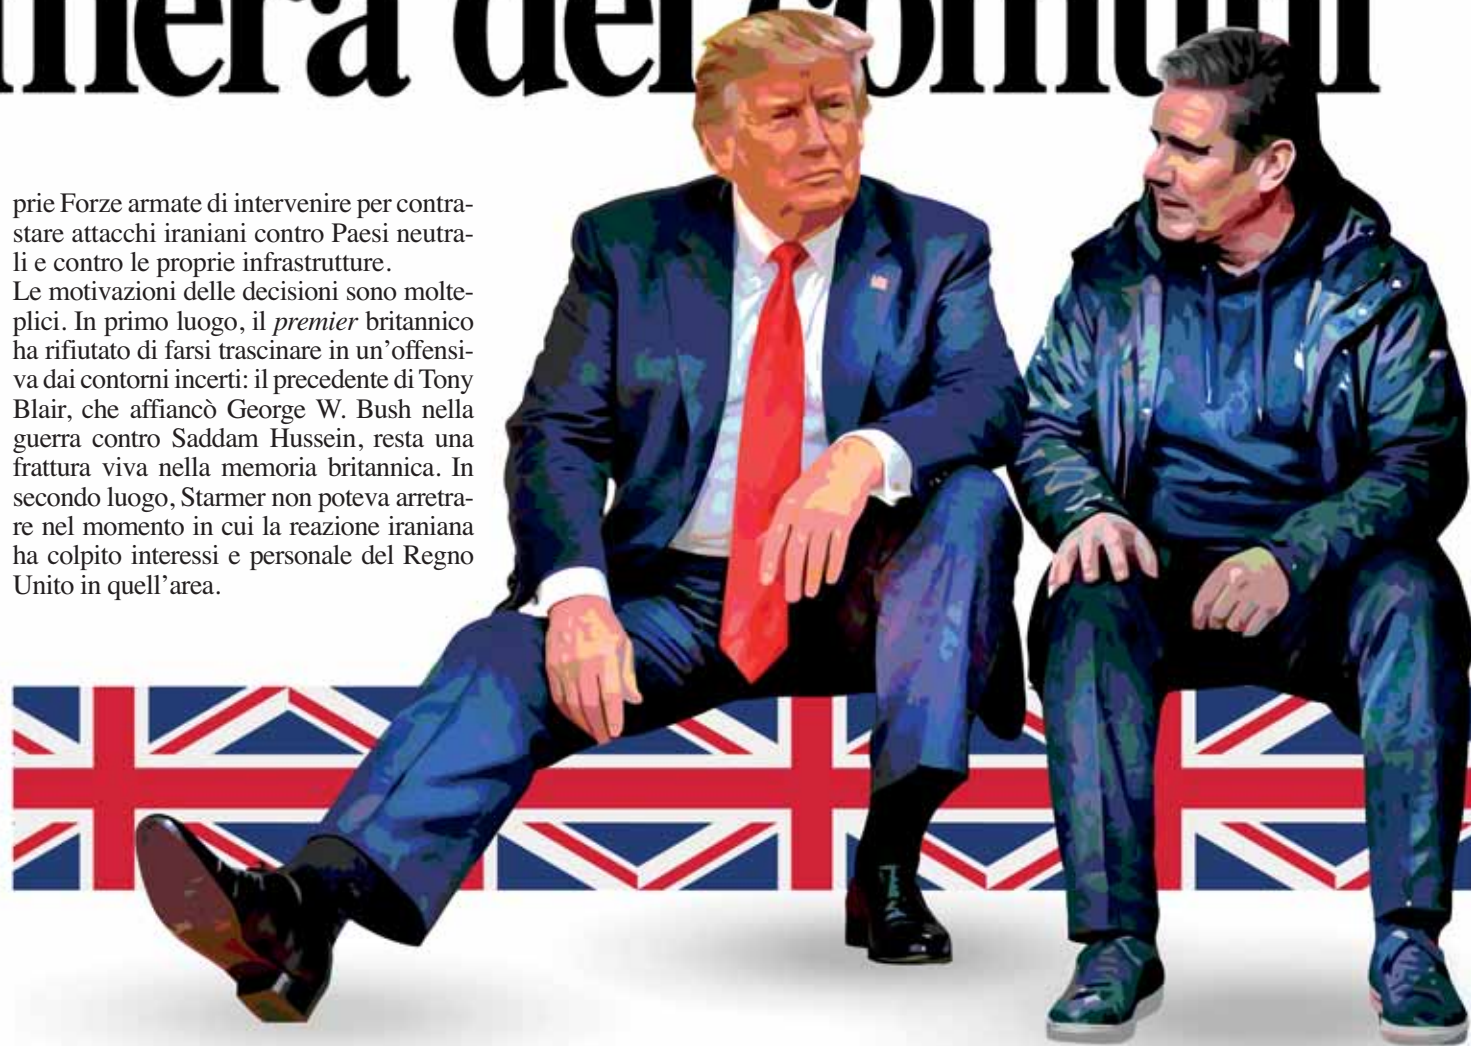 mera dei comuni
prie Forze armate di intervenire per contra-
stare attacchi iraniani contro Paesi neutra-
li e contro le proprie infrastrutture.
Le motivazioni delle decisioni sono molte-
plici. In primo luogo, il premier britannico
ha rifiutato di farsi trascinare in un’offensi-
va dai contorni incerti: il precedente di Tony
Blair, che affiancò George W. Bush nella
guerra contro Saddam Hussein, resta una
frattura viva nella memoria britannica. In
secondo luogo, Starmer non poteva arretra-
re nel momento in cui la reazione iraniana
ha colpito interessi e personale del Regno
Unito in quell’area.